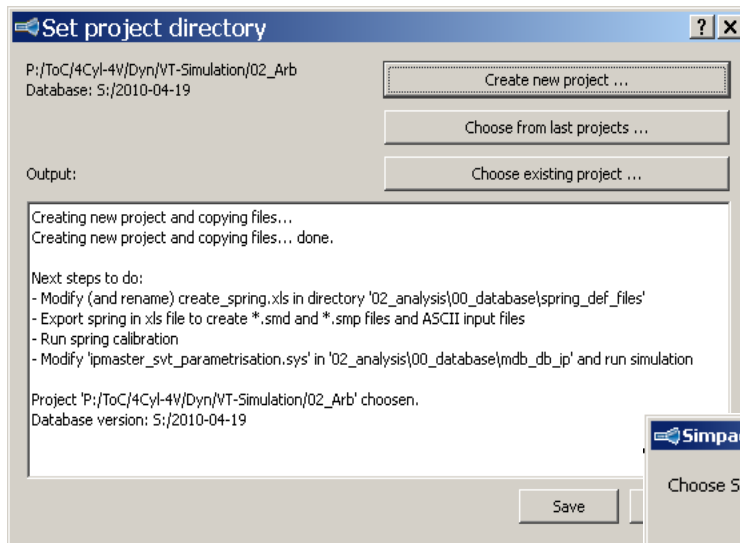 Set project directory
P:/ToC/4Cyl-4V/Dyn/VT-Simulation/02_Arb
Database: S:/2010-04-19
Create new project ...
Choose from last projects ...
Output:
Choose existing project ...
Creating new project and copying files...
Creating new project and copying files... done.
Next steps to do:
- Modify (and rename) create_spring.xls in directory '02_analysis\00_database\spring_def_files'
- Export spring in xls file to create *.smd and *.smp files and ASCII input files
- Run spring calibration
- Modify 'ipmaster_svt_parametrisation.sys' in '02_analysis\00_database\mdb_db_ip' and run simulation
Project 'P:/ToC/4Cyl-4V/Dyn/VT-Simulation/02_Arb' choosen.
Database version: S:/2010-04-19
Simpa
Choose S
Save